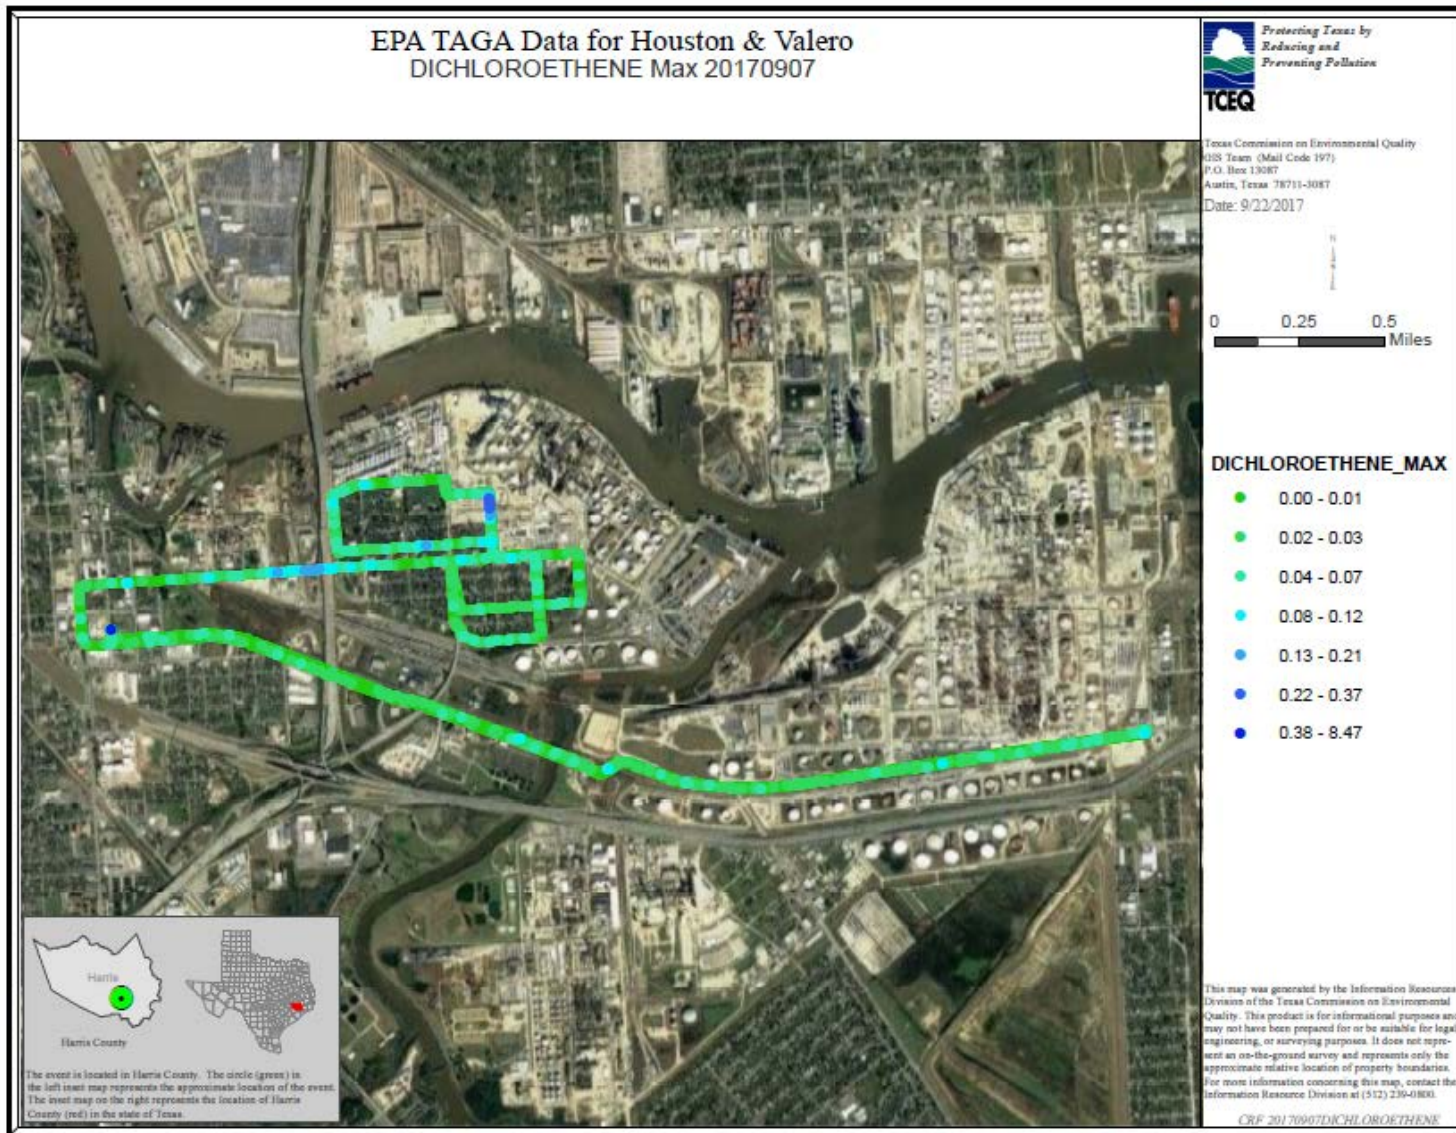 EPA TAGA Data for Houston & Valero
DICHLOROETHENE Max 20170907
Protecting Texas by
Reducing and
Preventing Pollution
TCEQ
Texas Commission on Environmental Quality
GIS Team (Mail Code 197)
P.O. Box 13087
Austin, Texas 78711-3087
Date: 9/22/2017
0 0.25 0.5
Miles
DICHLOROETHENE_MAX
0.00 - 0.01
0.02 - 0.03
0.04 - 0.07
0.08 - 0.12
0.13 - 0.21
0.22 - 0.37
0.38 - 8.47
Harris
Harris County
The event is located in Harris County. The circle (green) in
the left inset map represents the approximate location of the event.
The inset map on the right represents the location of Harris
County (red) in the state of Texas.
This map was generated by the Information Resources
Division of the Texas Commission on Environmental
Quality. This product is for informational purposes and
may not have been prepared for or be suitable for legal,
engineering, or surveying purposes. It does not repre-
sent an on-the-ground survey and represents only the
approximate relative location of property boundaries.
For more information concerning this map, contact the
Information Resource Division at (512) 239-0800.
CRF 20170907DICHLOROETHENE